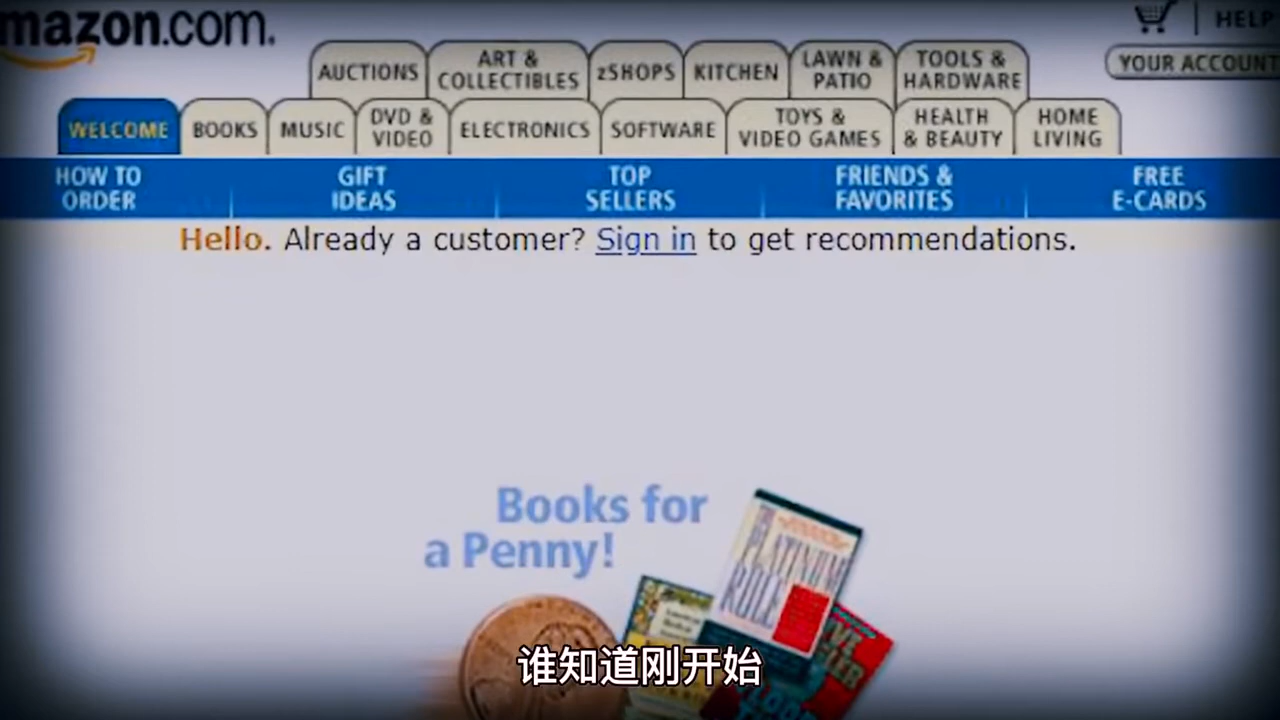 mazon.com.
HELP
YOUR ACCOUNT
AUCTIONS
ART &
COLLECTIBLES
zSHOPS
KITCHEN
LAWN &
PATIO
TOOLS &
HARDWARE
WELCOME
BOOKS
MUSIC
DVD &
VIDEO
ELECTRONICS
SOFTWARE
TOYS &
VIDEO GAMES
HEALTH
& BEAUTY
HOME
LIVING
HOW TO
ORDER
GIFT
IDEAS
TOP
SELLERS
FRIENDS &
FAVORITES
FREE
E-CARDS
Hello. Already a customer? Sign in to get recommendations.
Books for
a Penny!
PLATINUM
RULE
谁知道刚开始